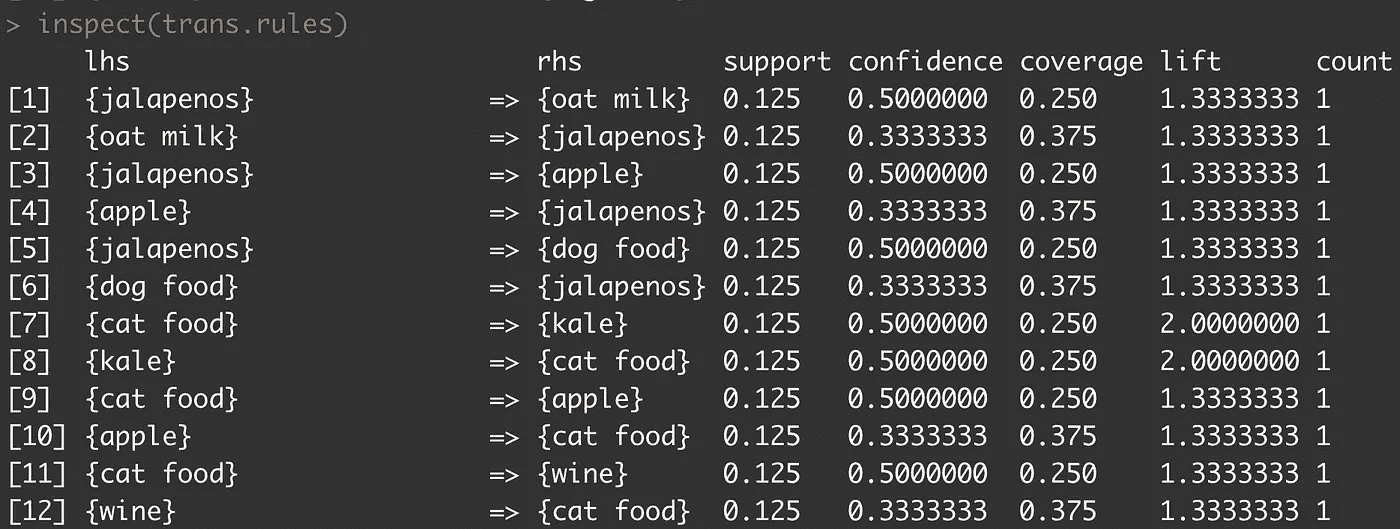 > inspect(trans.rules)
lhs rhs support confidence coverage lift count
[1] {jalapenos} => {oat milk} 0.125 0.5000000 0.250 1.3333333 1
[2] {oat milk} => {jalapenos} 0.125 0.3333333 0.375 1.3333333 1
[3] {jalapenos} => {apple} 0.125 0.5000000 0.250 1.3333333 1
[4] {apple} => {jalapenos} 0.125 0.3333333 0.375 1.3333333 1
[5] {jalapenos} => {dog food} 0.125 0.5000000 0.250 1.3333333 1
[6] {dog food} => {jalapenos} 0.125 0.3333333 0.375 1.3333333 1
[7] {cat food} => {kale} 0.125 0.5000000 0.250 2.0000000 1
[8] {kale} => {cat food} 0.125 0.5000000 0.250 2.0000000 1
[9] {cat food} => {apple} 0.125 0.5000000 0.250 1.3333333 1
[10] {apple} => {cat food} 0.125 0.3333333 0.375 1.3333333 1
[11] {cat food} => {wine} 0.125 0.5000000 0.250 1.3333333 1
[12] {wine} => {cat food} 0.125 0.3333333 0.375 1.3333333 1